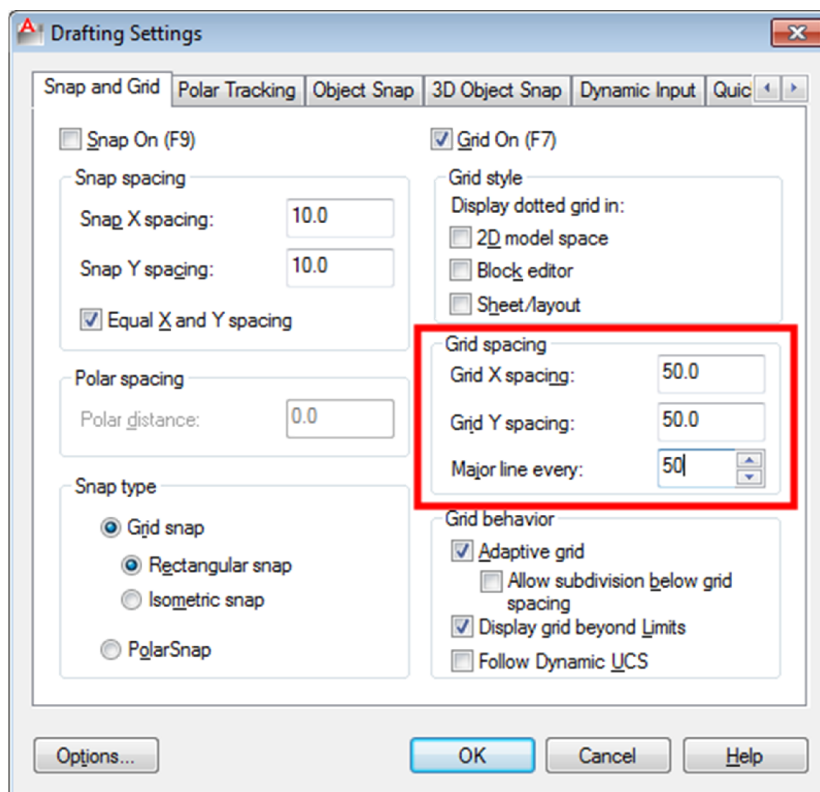 Drafting Settings
Snap and Grid Polar Tracking Object Snap 3D Object Snap Dynamic Input Quic
Snap On (F9)
Snap spacing
Snap X spacing: 10.0
Snap Y spacing: 10.0
Equal X and Y spacing
Polar spacing
Polar distance: 0.0
Snap type
Grid snap
Rectangular snap
Isometric snap
PolarSnap
Grid On (F7)
Grid style
Display dotted grid in:
2D model space
Block editor
Sheet/layout
Grid spacing
Grid X spacing: 50.0
Grid Y spacing: 50.0
Major line every: 50
Grid behavior
Adaptive grid
Allow subdivision below grid
spacing
Display grid beyond Limits
Follow Dynamic UCS
Options... OK Cancel Help